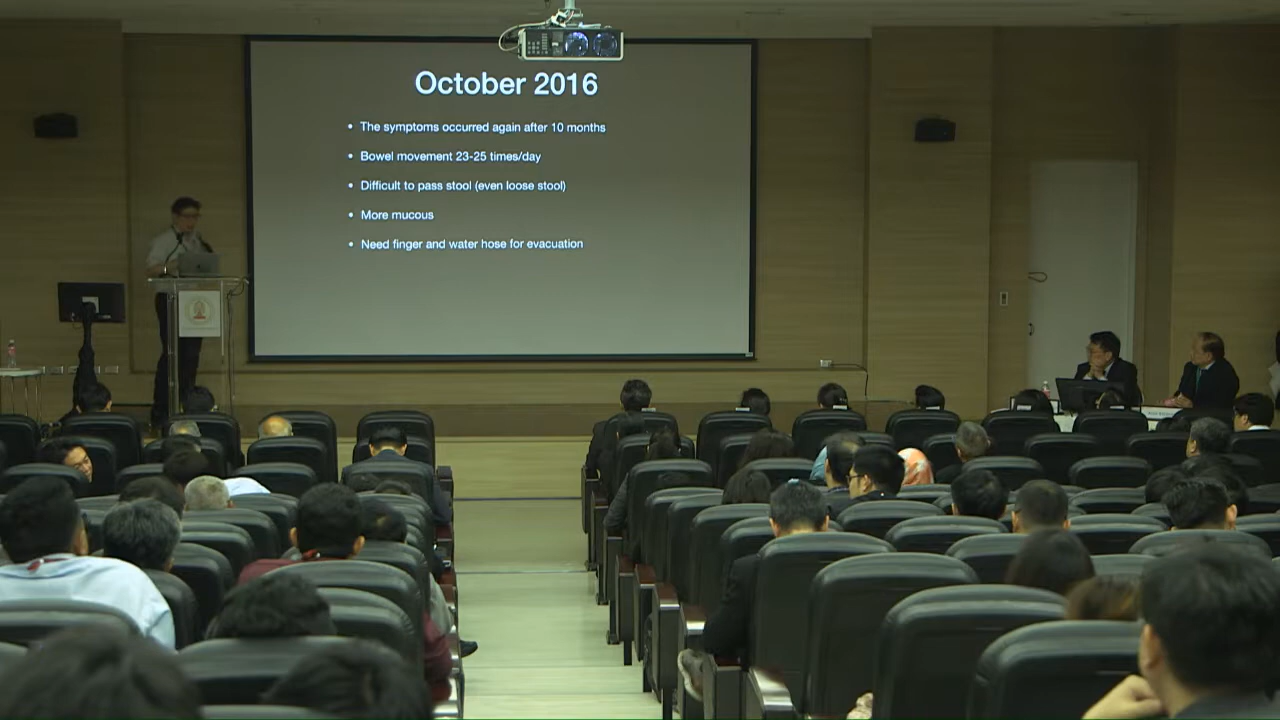 October 2016
• The symptoms occurred again after 10 months
• Bowel movement 23-25 times/day
• Difficult to pass stool (even loose stool)
• More mucous
• Need finger and water hose for evacuation